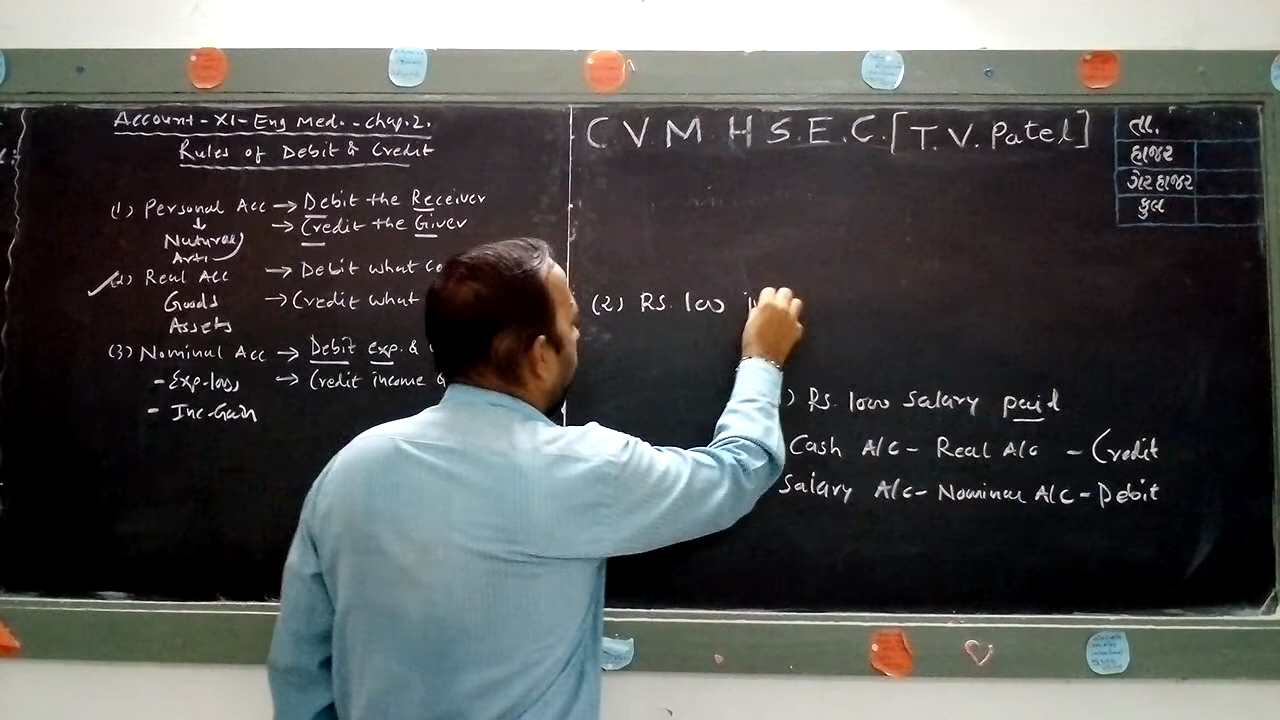 Account - XI - Eng Med. - Chap. 2.
Rules of Debit & Credit
(1) Personal Acc → Debit the Receiver
→ Credit the Giver
Natural
Arti.
(2) Real Acc → Debit what
Goods → Credit what
Assets
(3) Nominal Acc → Debit exp. &
- Exp-loss → Credit income &
- Inc-Gain
C.V.M.H.S.E.C. [T.V. Patel]
તા.
હાજર
ગેરહાજર
કુલ
(2) Rs. 100
) Rs. 1000 Salary paid
Cash A/c - Real A/c - Credit
Salary A/c - Nominal A/c - Debit